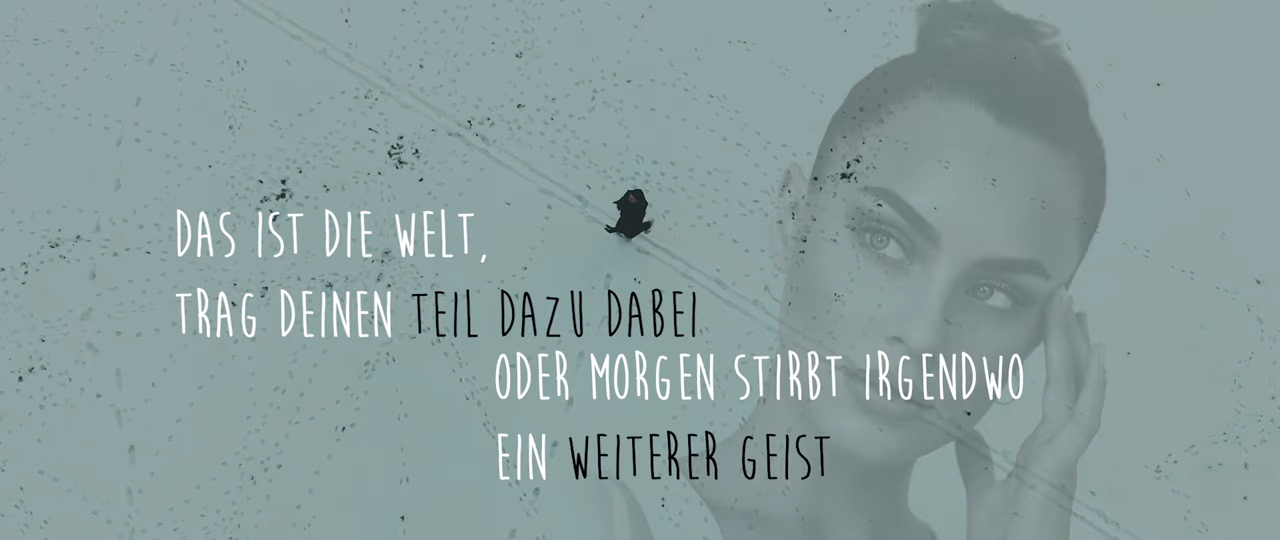 DAS IST DIE WELT,
TRAG DEINEN TEIL DAZU DABEI
ODER MORGEN STIRBT IRGENDWO
EIN WEITERER GEIST